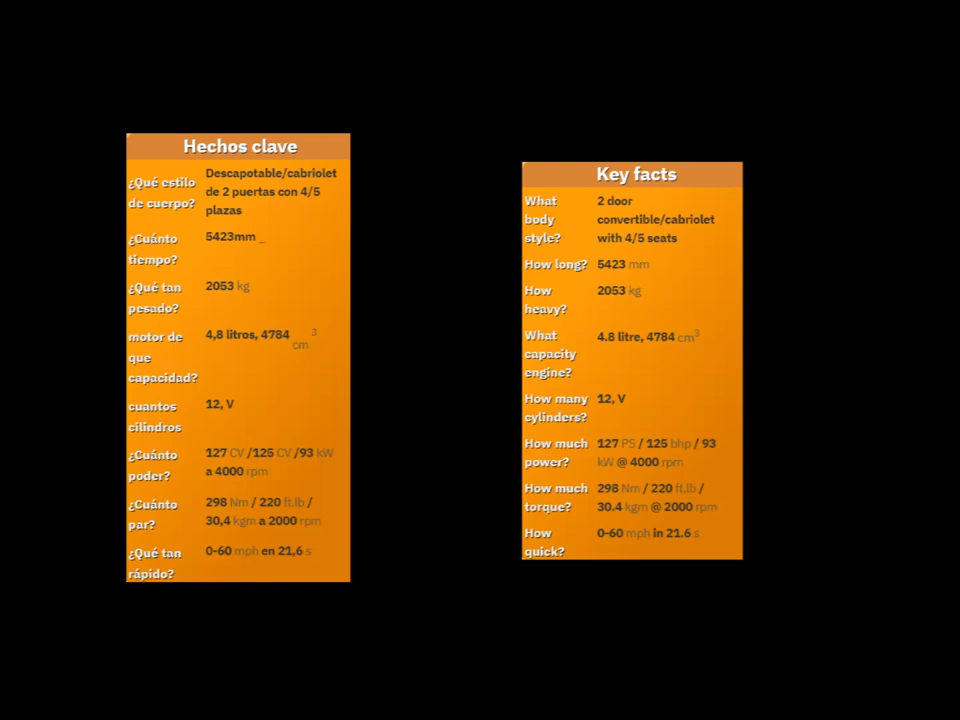 Hechos clave
¿Qué estilo
de cuerpo?
Descapotable/cabriolet
de 2 puertas con 4/5
plazas
¿Cuánto
tiempo?
5423mm _
¿Qué tan
pesado?
2053 kg
motor de
que
capacidad?
4,8 litros, 4784 cm³
cuantos
cilindros
12, V
¿Cuánto
poder?
127 CV /125 CV /93 kW
a 4000 rpm
¿Cuánto
par?
298 Nm / 220 ft.lb /
30,4 kgm a 2000 rpm
¿Qué tan
rápido?
0-60 mph en 21,6 s
Key facts
What
body
style?
2 door
convertible/cabriolet
with 4/5 seats
How long?
5423 mm
How
heavy?
2053 kg
What
capacity
engine?
4.8 litre, 4784 cm³
How many
cylinders?
12, V
How much
power?
127 PS / 125 bhp / 93
kW @ 4000 rpm
How much
torque?
298 Nm / 220 ft.lb /
30.4 kgm @ 2000 rpm
How
quick?
0-60 mph in 21.6 s